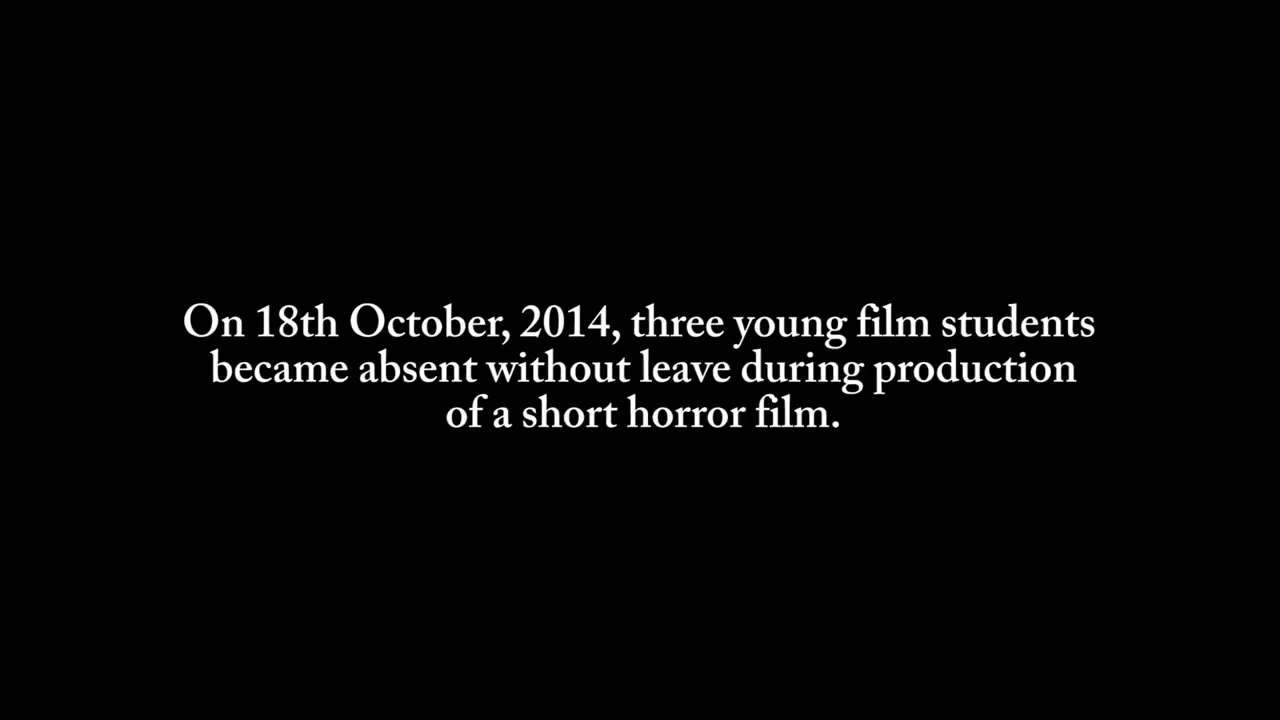 On 18th October, 2014, three young film students
became absent without leave during production
of a short horror film.